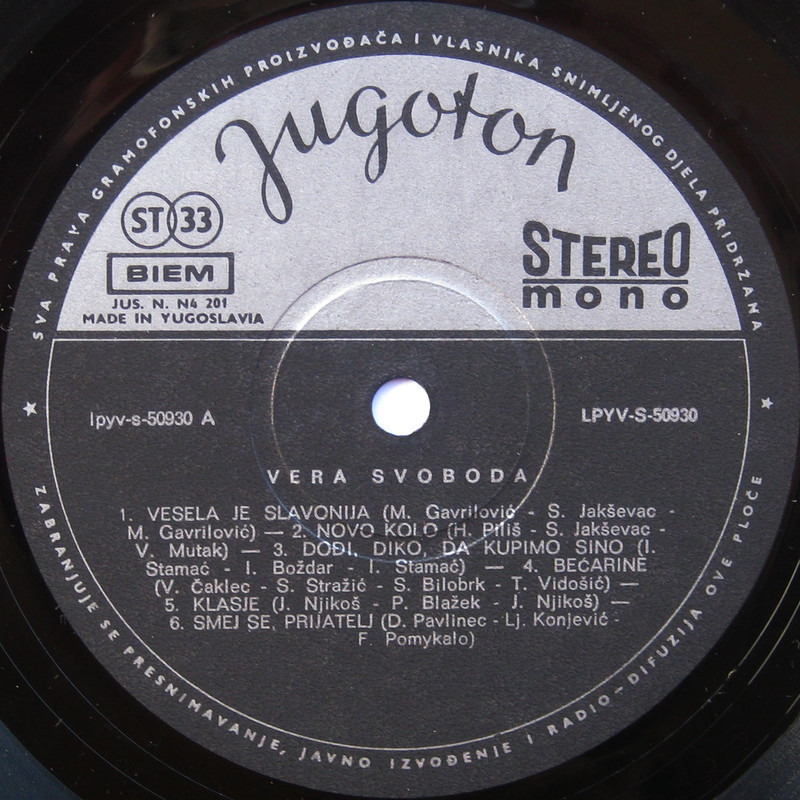 SVA PRAVA GRAMOFONSKIH PROIZVOĐAČA I VLASNIKA SNIMLJENOG DJELA PRIDRZANA
Jugoton
ST 33
BIEM
JUS. N. N4 201
MADE IN YUGOSLAVIA
STEREO
mono
lpyv-s-50930 A
LPYV-S-50930
VERA SVOBODA
1. VESELA JE SLAVONIJA (M. Gavrilović - S. Jakševac -
M. Gavrilović) — 2. NOVO KOLO (H. Piliš - S. Jakševac -
V. Mutak) — 3. DOĐI, DIKO, DA KUPIMO SINO (I.
Stamać - I. Boždar - I. Stamać) — 4. BEĆARINE
(V. Čaklec - S. Stražić - S. Bilobrk - T. Vidošić) —
5. KLASJE (J. Njikoš - P. Blažek - J. Njikoš) —
6. SMEJ SE, PRIJATELJ (D. Pavlinec - Lj. Konjević -
F. Pomykalo)
ZABRANJUJE SE PRESNIMAVANJE, JAVNO IZVOĐENJE I RADIO-DIFUZIJA OVE PLOČE